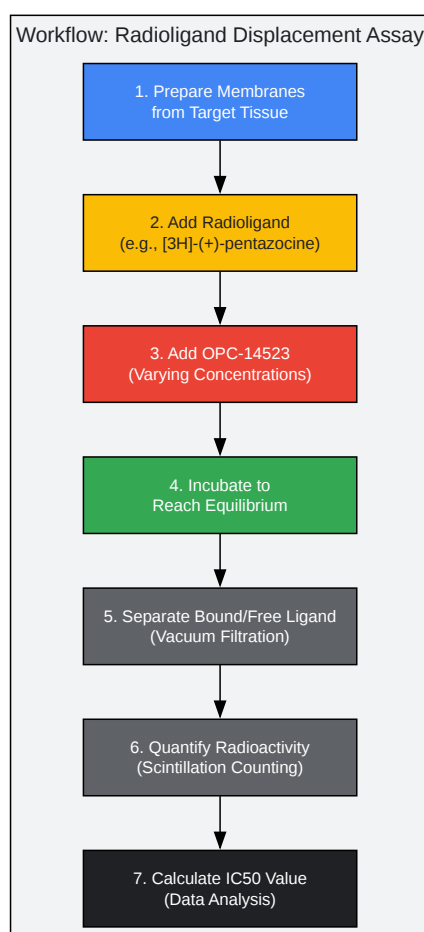 Workflow: Radioligand Displacement Assay
1. Prepare Membranes
from Target Tissue
2. Add Radioligand
(e.g., [3H]-(+)-pentazocine)
3. Add OPC-14523
(Varying Concentrations)
4. Incubate to
Reach Equilibrium
5. Separate Bound/Free Ligand
(Vacuum Filtration)
6. Quantify Radioactivity
(Scintillation Counting)
7. Calculate IC50 Value
(Data Analysis)